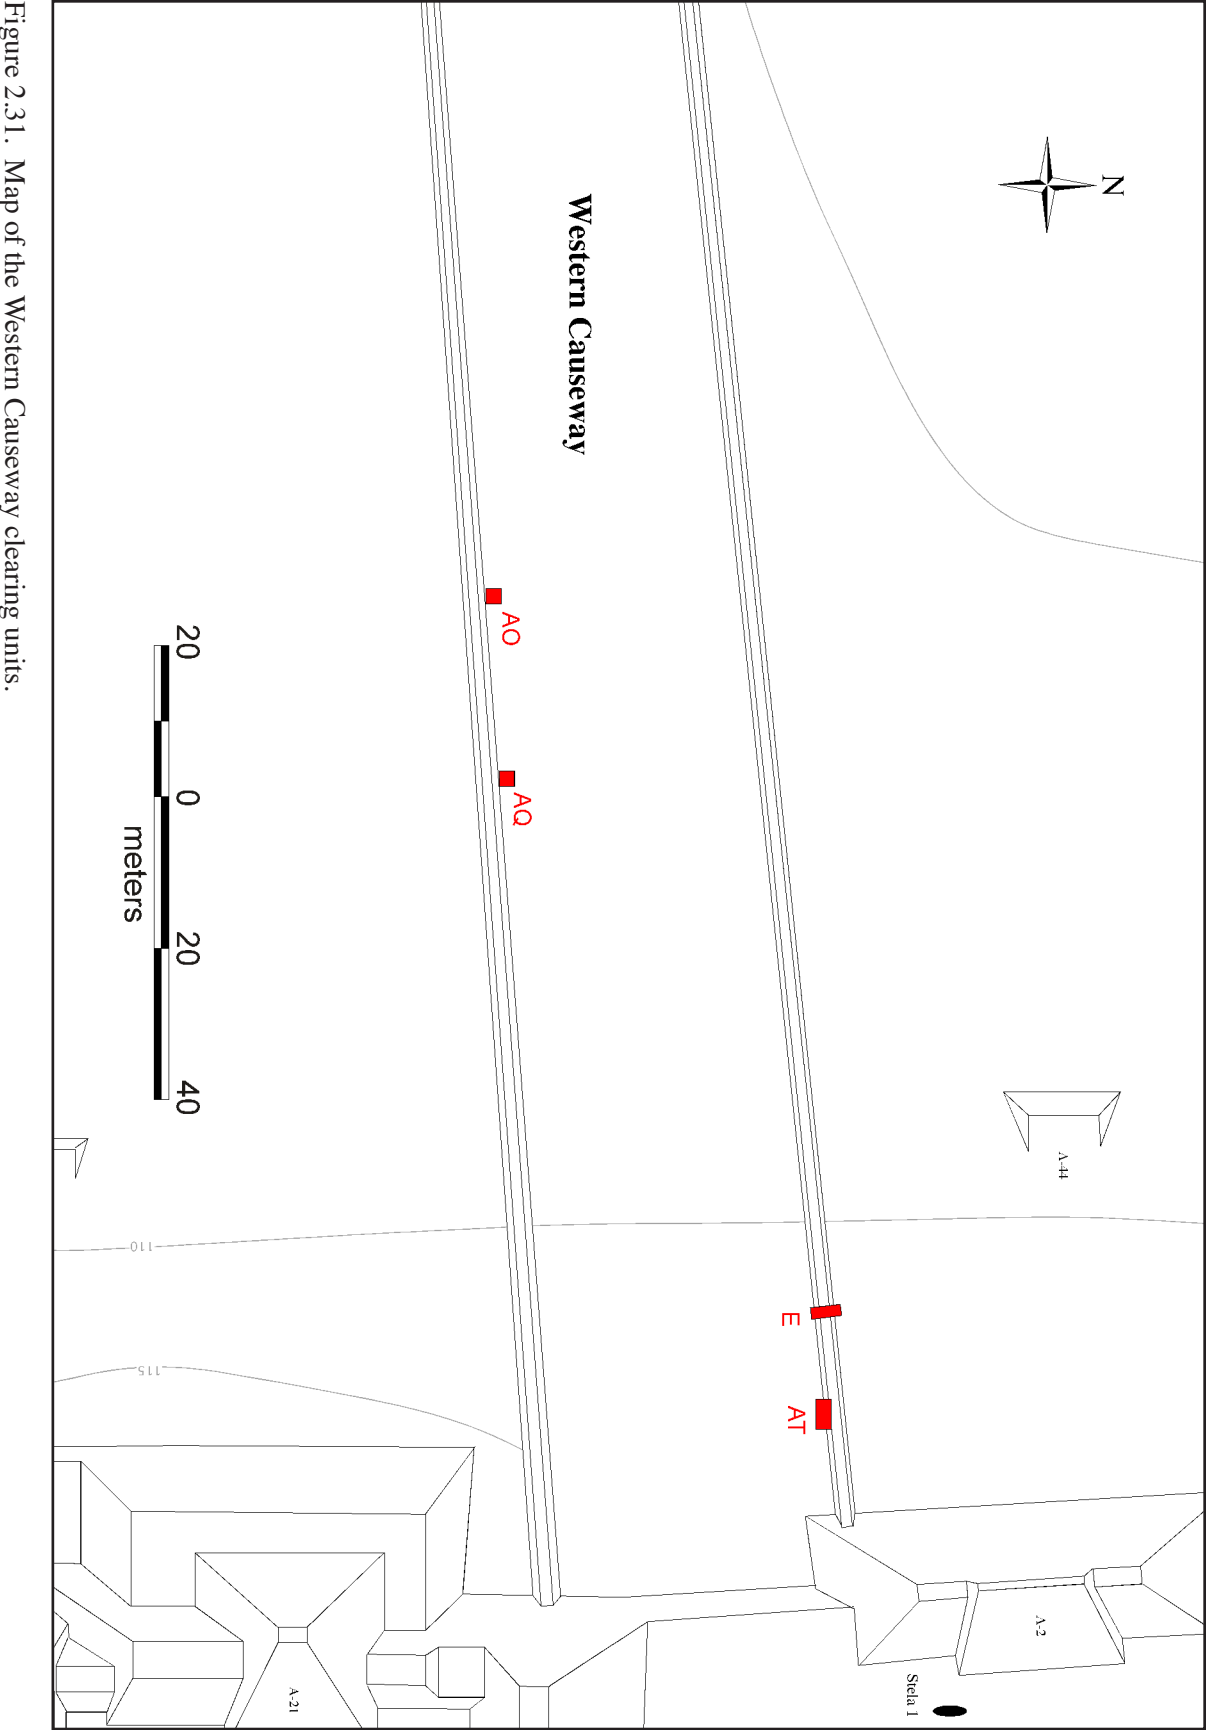 N
Western Causeway
A-44
AO
AQ
E
AT
A-2
Stela 1
A-21
110
115
20 0 20 40
meters
Figure 2.31. Map of the Western Causeway clearing units.